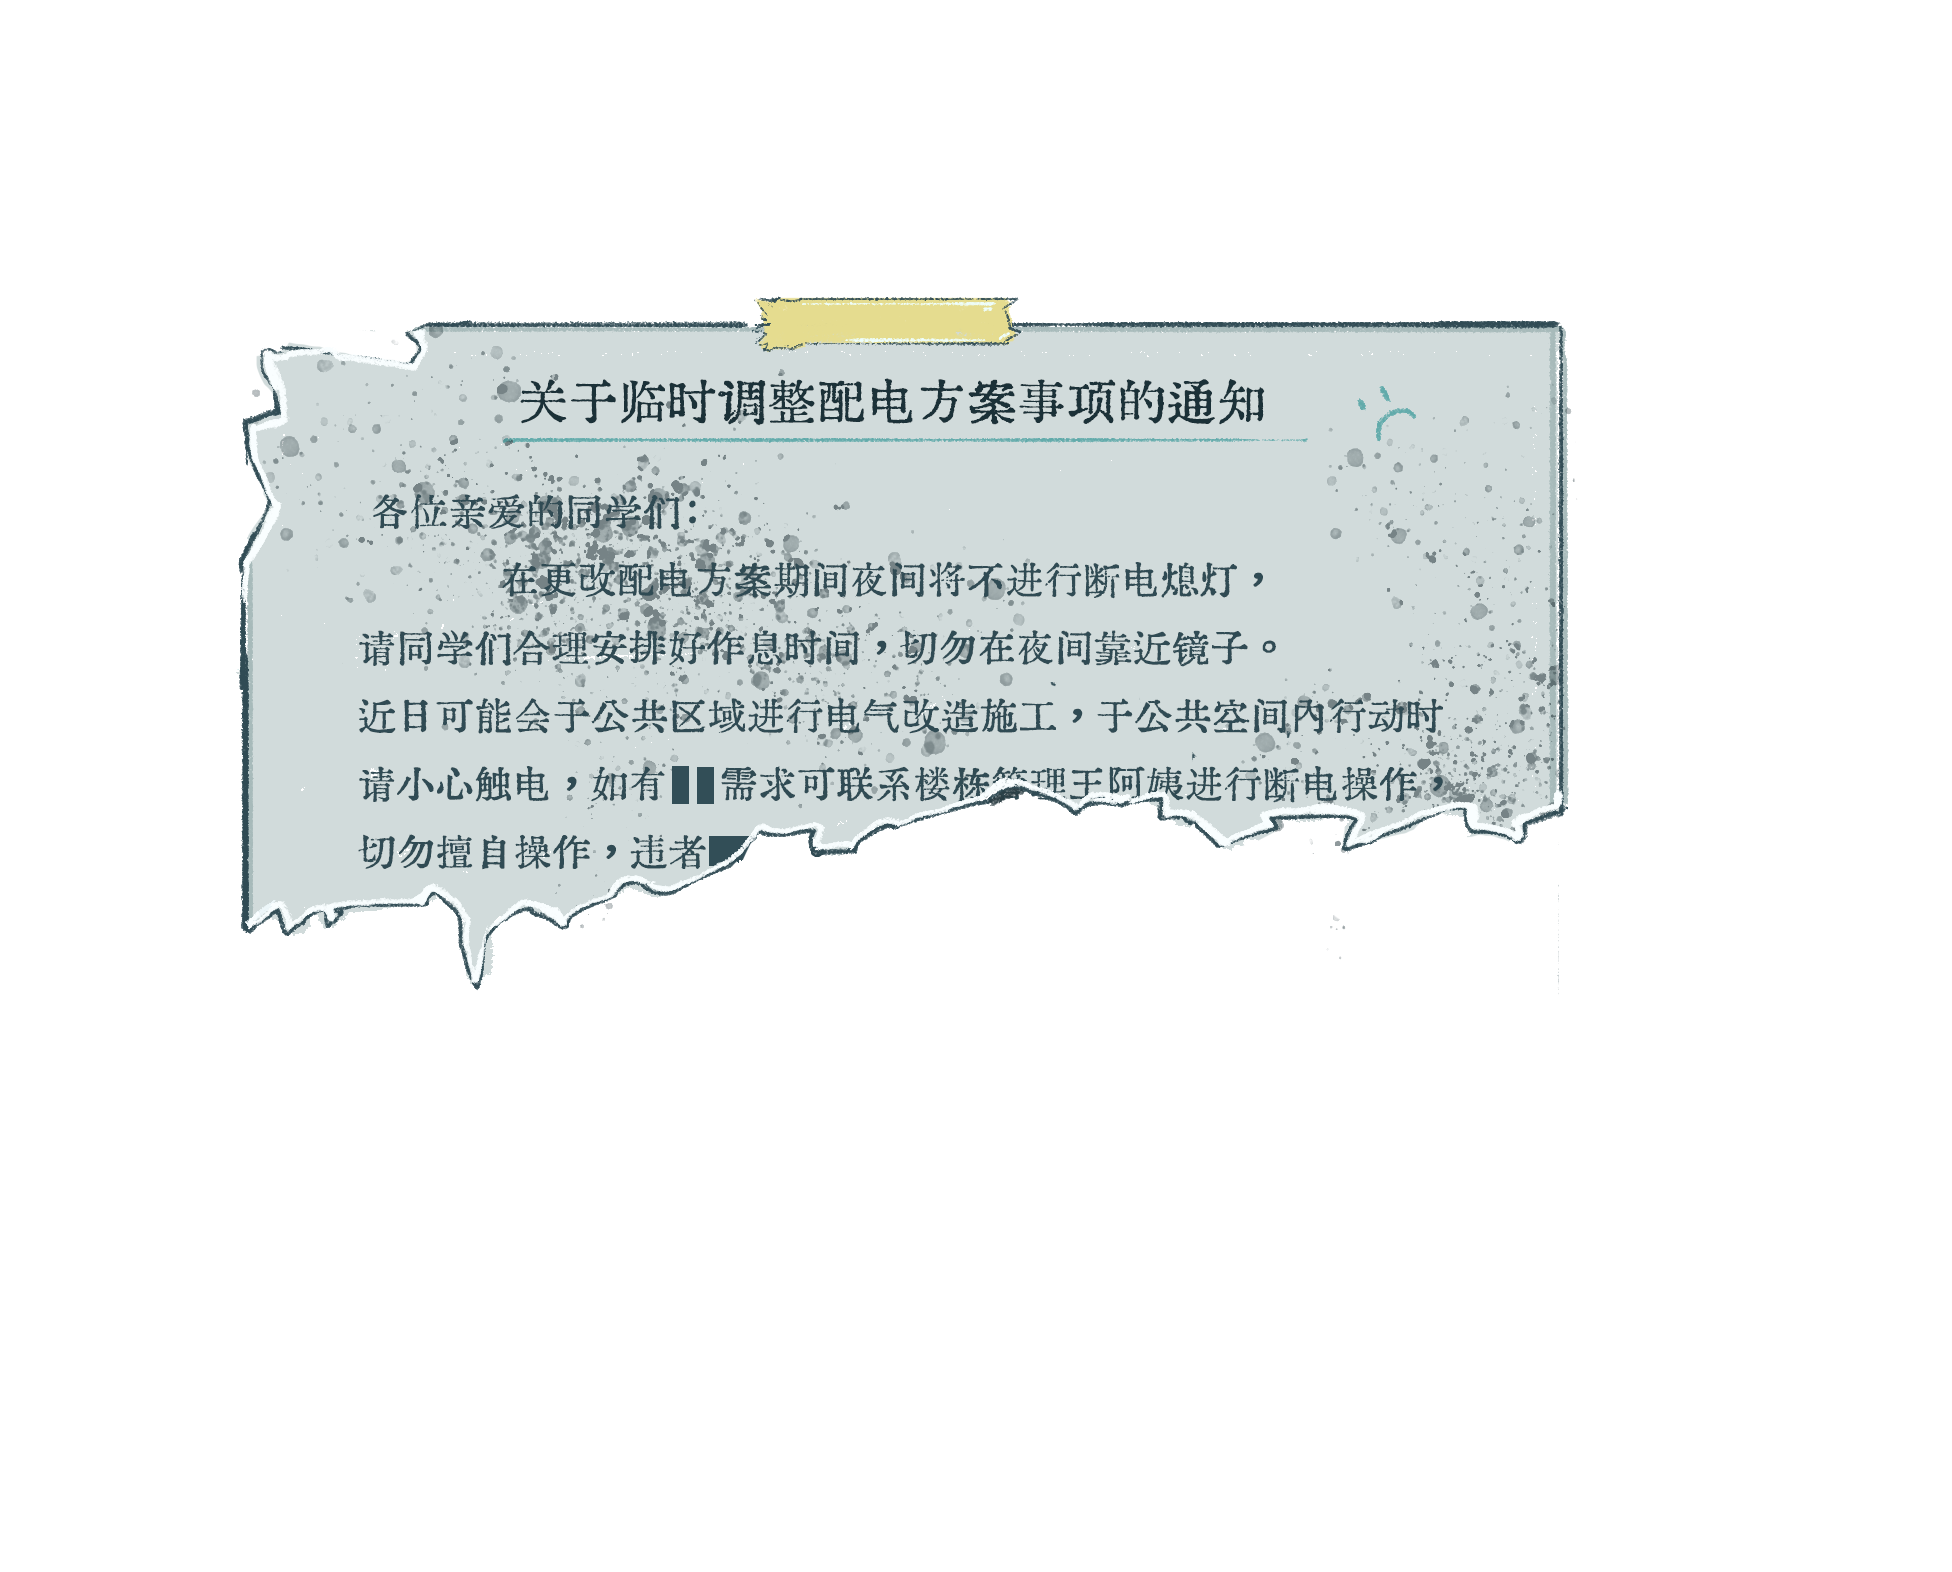 关于临时调整配电方案事项的通知
各位亲爱的同学们：
在更改配电方案期间夜间将不进行断电熄灯，
请同学们合理安排好作息时间，切勿在夜间靠近镜子。
近日可能会于公共区域进行电气改造施工，于公共空间内行动时
请小心触电，如有▮▮需求可联系楼栋管理王阿姨进行断电操作，
切勿擅自操作，违者